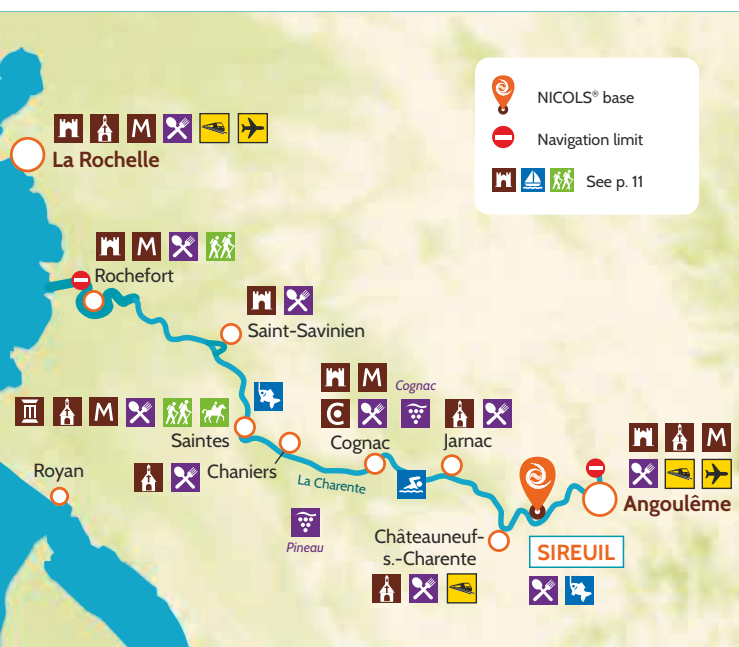 NICOLS® base
Navigation limit
See p. 11
M
La Rochelle
M
Rochefort
Saint-Savinien
M
Cognac
M
Saintes
Cognac
Jarnac
M
Chaniers
La Charente
Royan
Angoulême
Pineau
Châteauneuf-
s.-Charente
SIREUIL